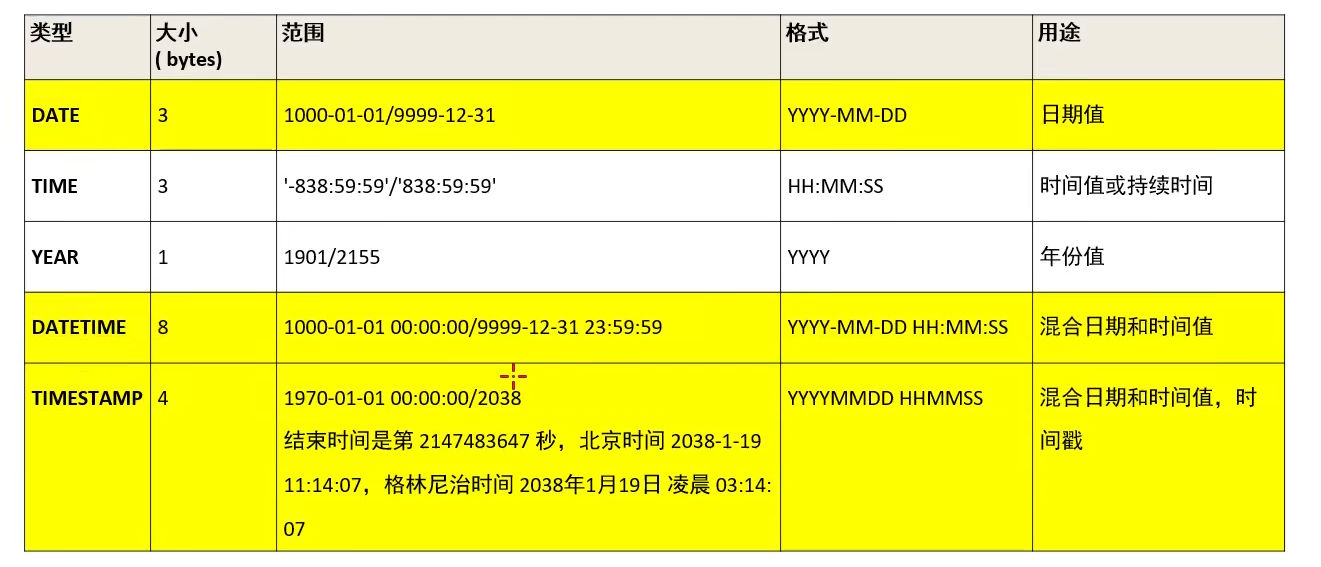 类型 大小 范围 格式 用途
( bytes)
DATE 3 1000-01-01/9999-12-31 YYYY-MM-DD 日期值
TIME 3 '-838:59:59'/'838:59:59' HH:MM:SS 时间值或持续时间
YEAR 1 1901/2155 YYYY 年份值
DATETIME 8 1000-01-01 00:00:00/9999-12-31 23:59:59 YYYY-MM-DD HH:MM:SS 混合日期和时间值
TIMESTAMP 4 1970-01-01 00:00:00/2038 YYYYMMDD HHMMSS 混合日期和时间值，时
结束时间是第 2147483647 秒，北京时间 2038-1-19 间戳
11:14:07，格林尼治时间 2038年1月19日 凌晨 03:14:
07